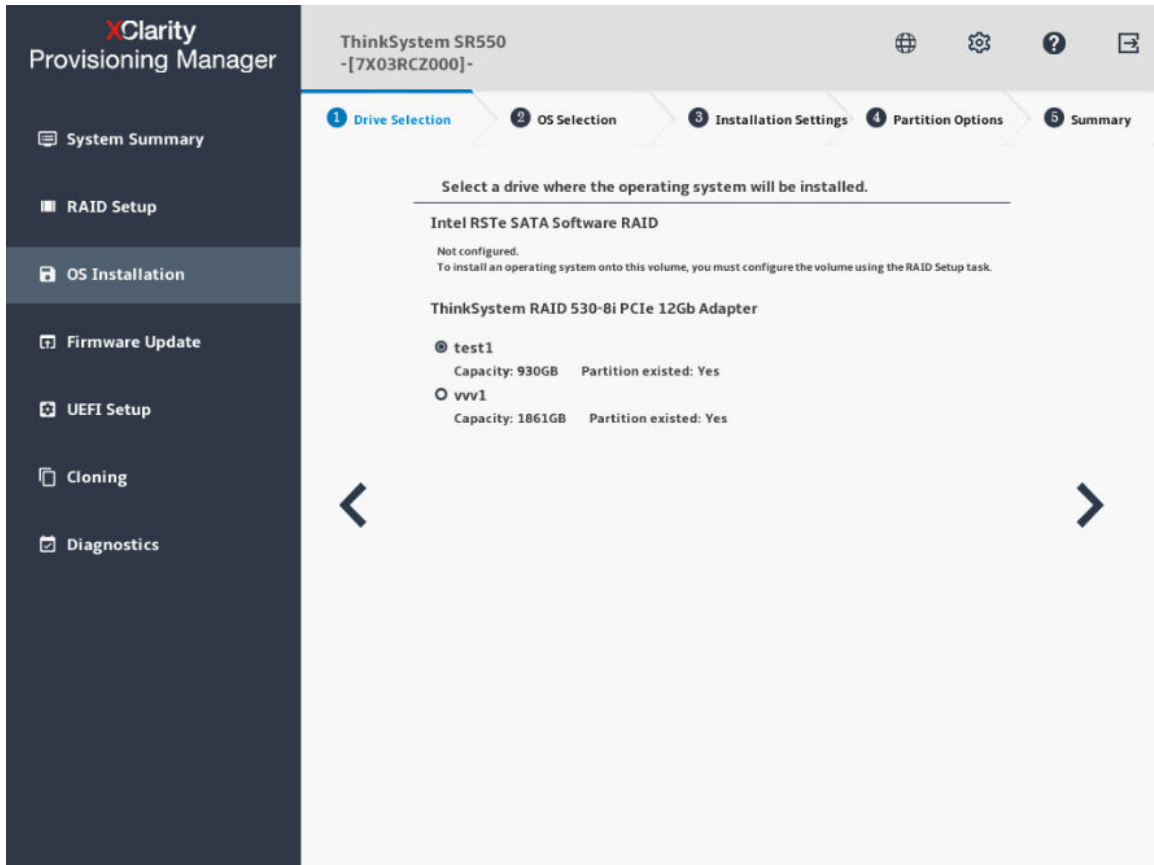 XClarity
Provisioning Manager
System Summary
RAID Setup
OS Installation
Firmware Update
UEFI Setup
Cloning
Diagnostics
ThinkSystem SR550
-[7X03RCZ000]-
1 Drive Selection 2 OS Selection 3 Installation Settings 4 Partition Options 5 Summary
Select a drive where the operating system will be installed.
Intel RSTe SATA Software RAID
Not configured.
To install an operating system onto this volume, you must configure the volume using the RAID Setup task.
ThinkSystem RAID 530-8i PCIe 12Gb Adapter
test1
Capacity: 930GB Partition existed: Yes
vvv1
Capacity: 1861GB Partition existed: Yes